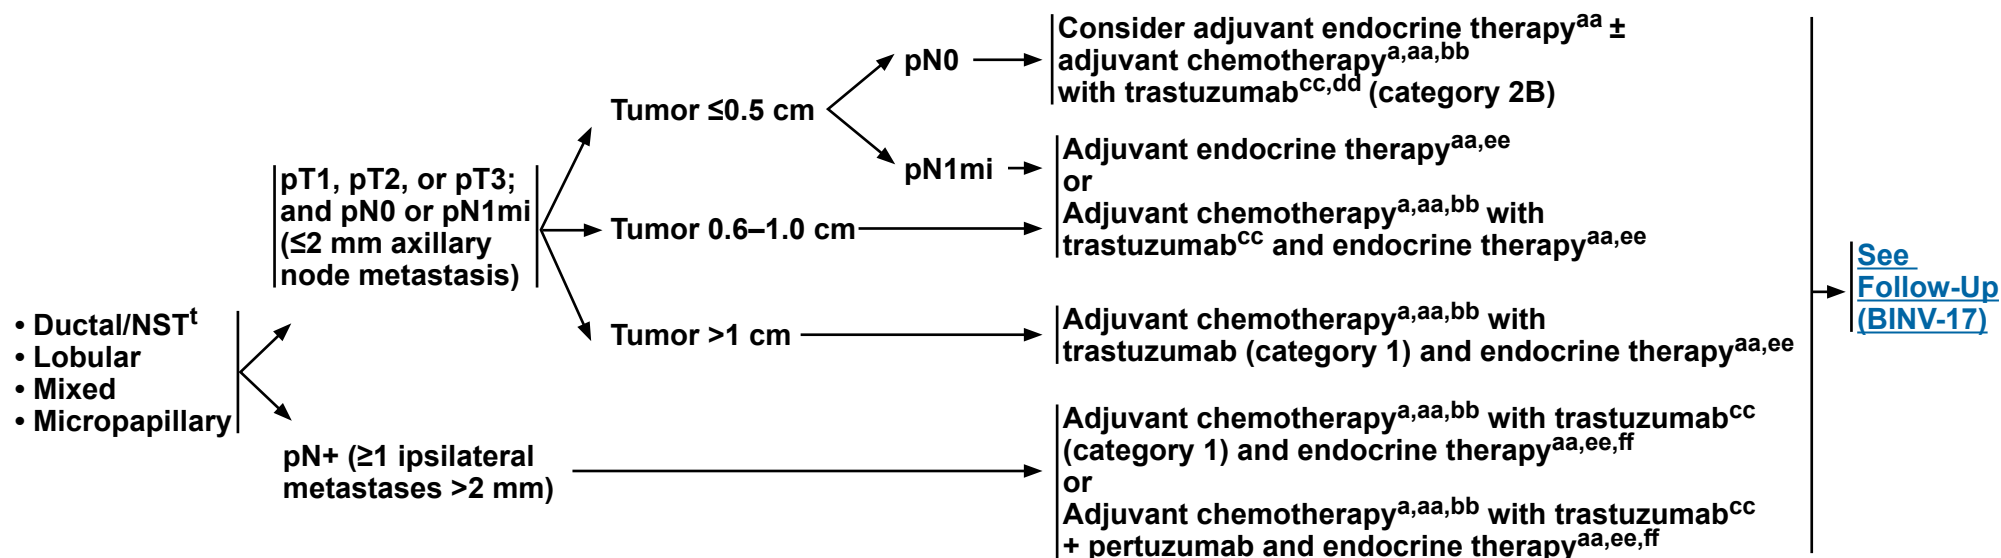 • Ductal/NSTᵗ
• Lobular
• Mixed
• Micropapillary
pT1, pT2, or pT3;
and pN0 or pN1mi
(≤2 mm axillary
node metastasis)
pN+ (≥1 ipsilateral
metastases >2 mm)
Tumor ≤0.5 cm
Tumor 0.6–1.0 cm
Tumor >1 cm
pN0
pN1mi
Consider adjuvant endocrine therapyaa ±
adjuvant chemotherapya,aa,bb
with trastuzumabcc,dd (category 2B)
Adjuvant endocrine therapyaa,ee
or
Adjuvant chemotherapya,aa,bb with
trastuzumabcc and endocrine therapyaa,ee
Adjuvant chemotherapya,aa,bb with
trastuzumab (category 1) and endocrine therapyaa,ee
Adjuvant chemotherapya,aa,bb with trastuzumabcc
(category 1) and endocrine therapyaa,ee,ff
or
Adjuvant chemotherapya,aa,bb with trastuzumabcc
+ pertuzumab and endocrine therapyaa,ee,ff
See
Follow-Up
(BINV-17)